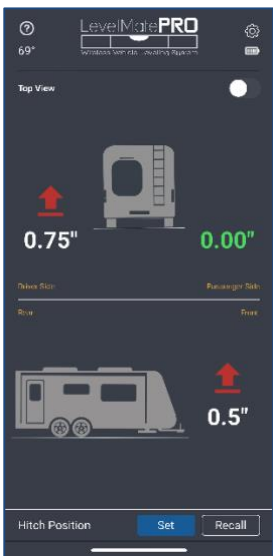 LevelMatePRO
Wireless Vehicle Leveling System
69°
Top View
0.75" 0.00"
Driver Side Passenger Side
Rear Front
0.5"
Hitch Position Set Recall